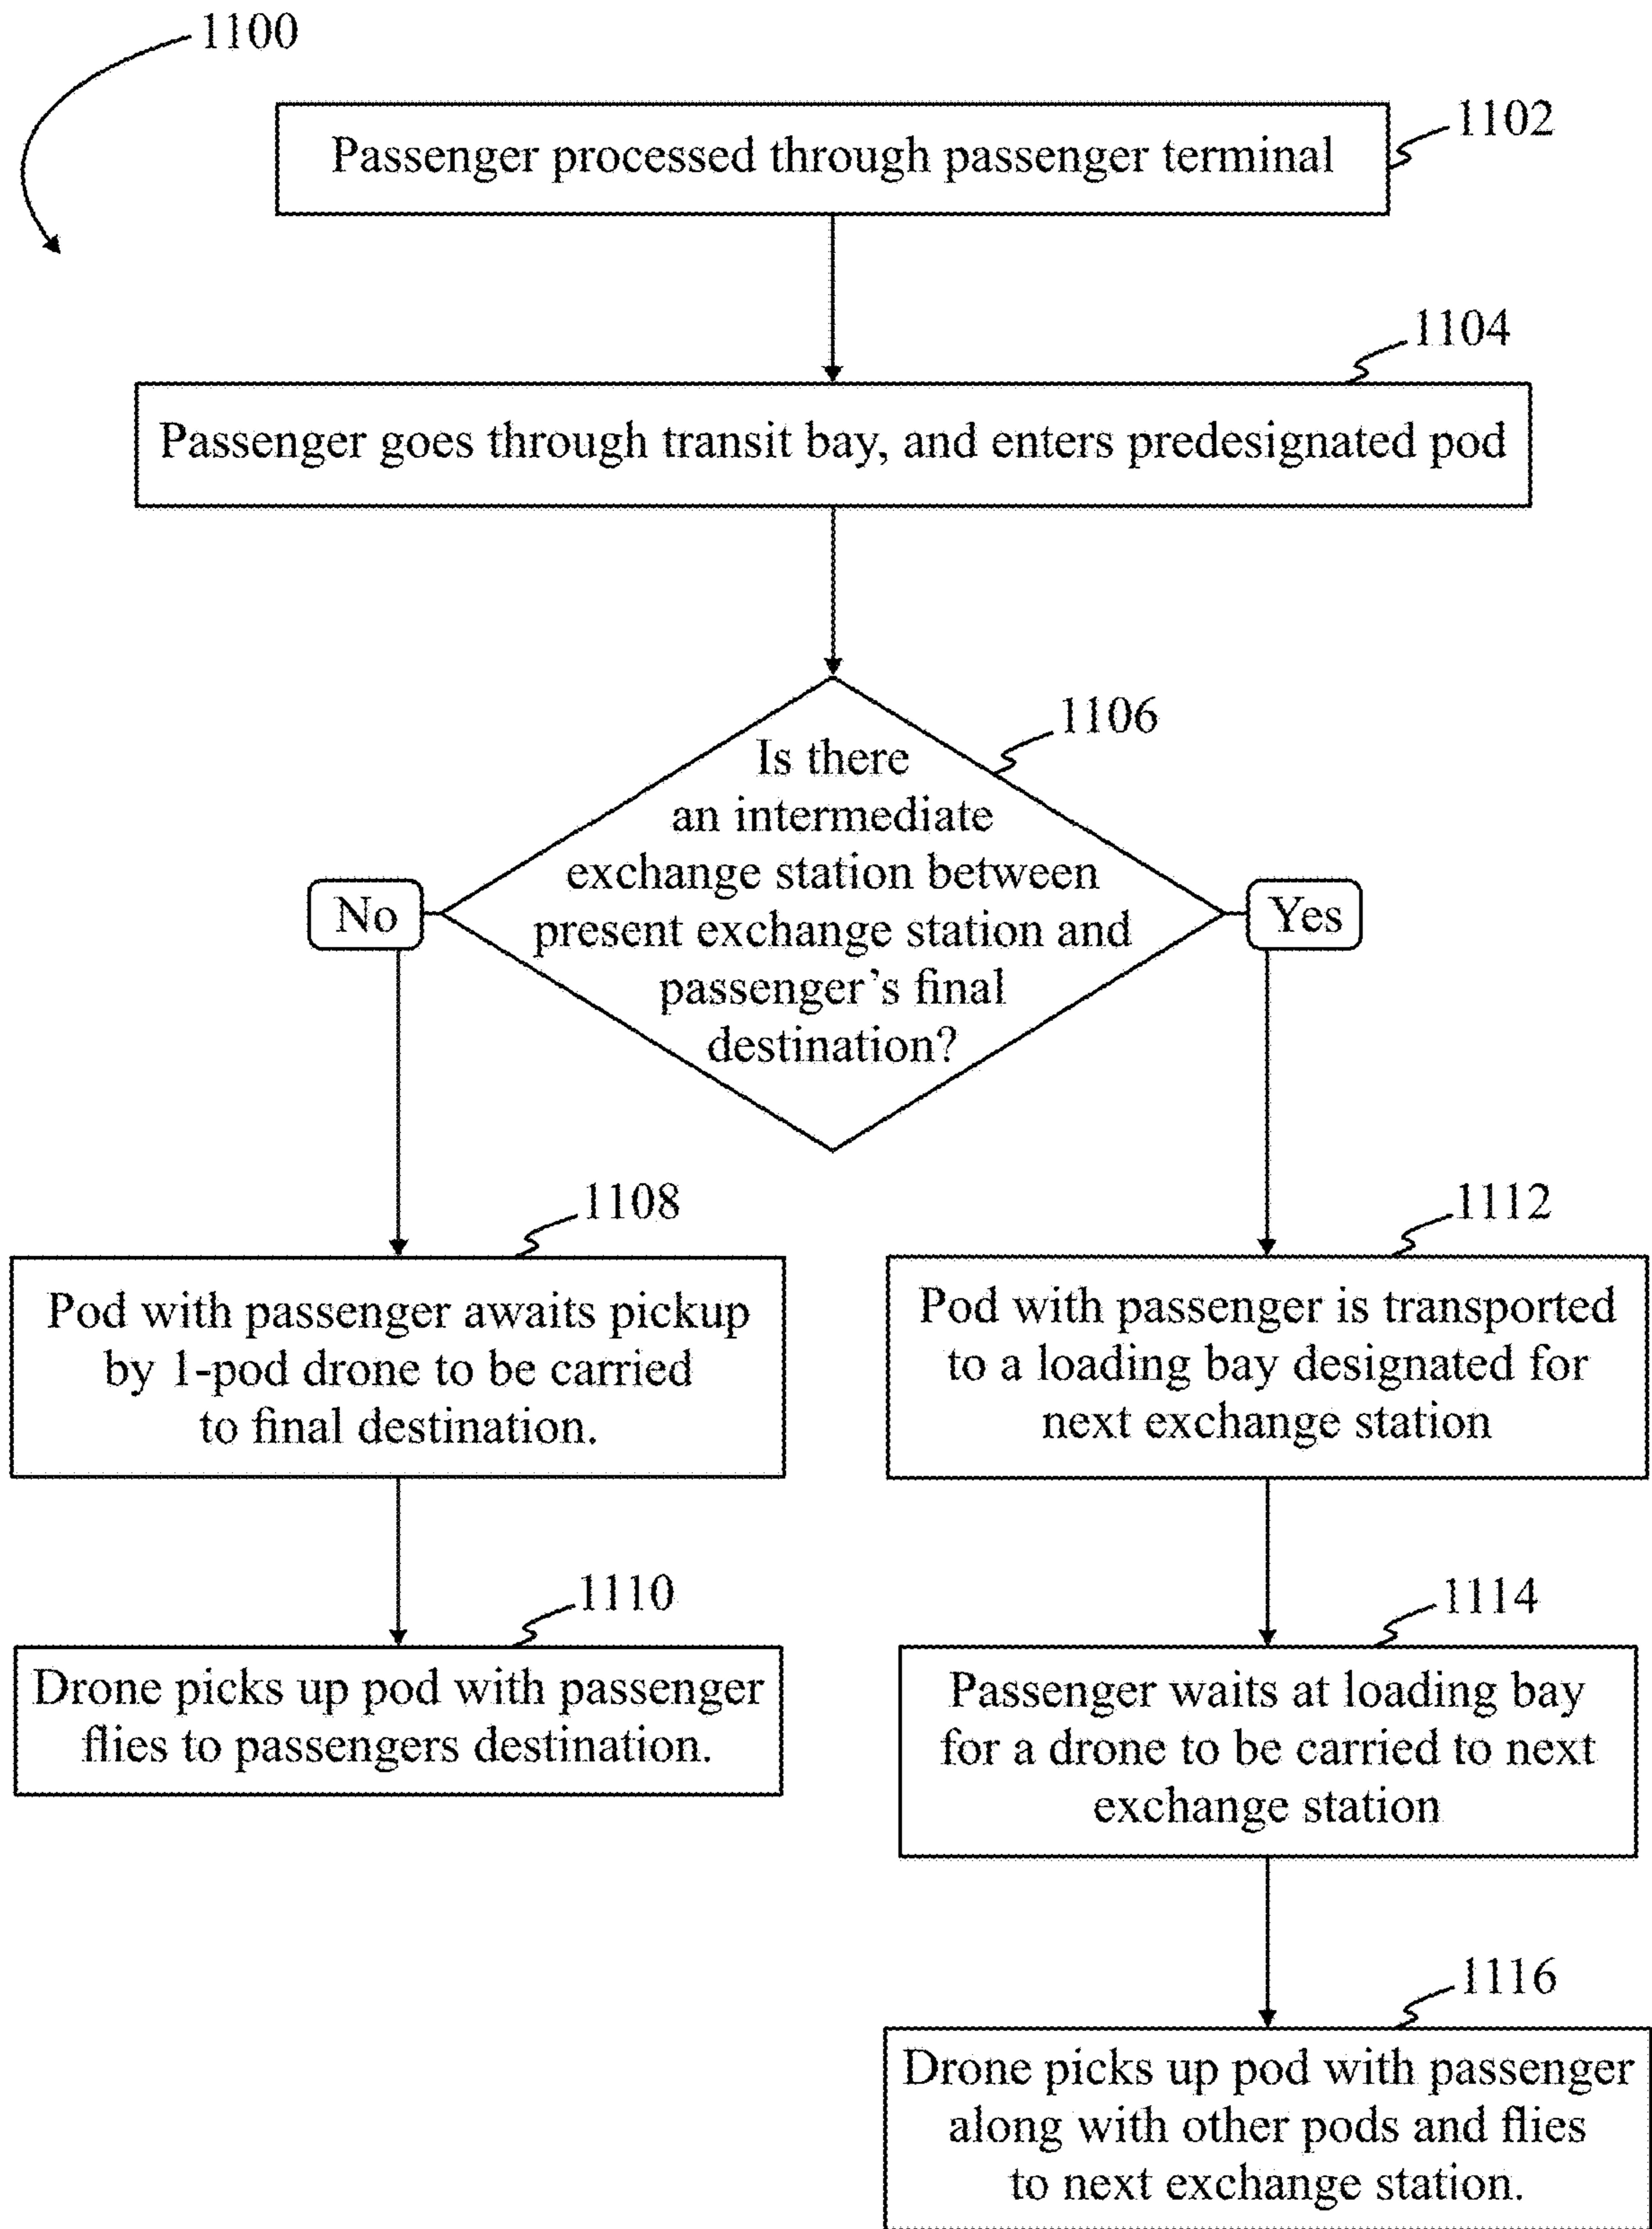 1100
1102
Passenger processed through passenger terminal
1104
Passenger goes through transit bay, and enters predesignated pod
1106
Is there
an intermediate
exchange station between
present exchange station and
passenger’s final
destination?
No
Yes
1108
Pod with passenger awaits pickup
by 1-pod drone to be carried
to final destination.
1112
Pod with passenger is transported
to a loading bay designated for
next exchange station
1110
Drone picks up pod with passenger
flies to passengers destination.
1114
Passenger waits at loading bay
for a drone to be carried to next
exchange station
1116
Drone picks up pod with passenger
along with other pods and flies
to next exchange station.